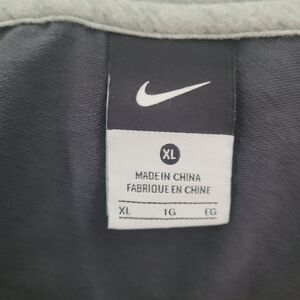 XL
MADE IN CHINA
FABRIQUE EN CHINE
XL TG EG